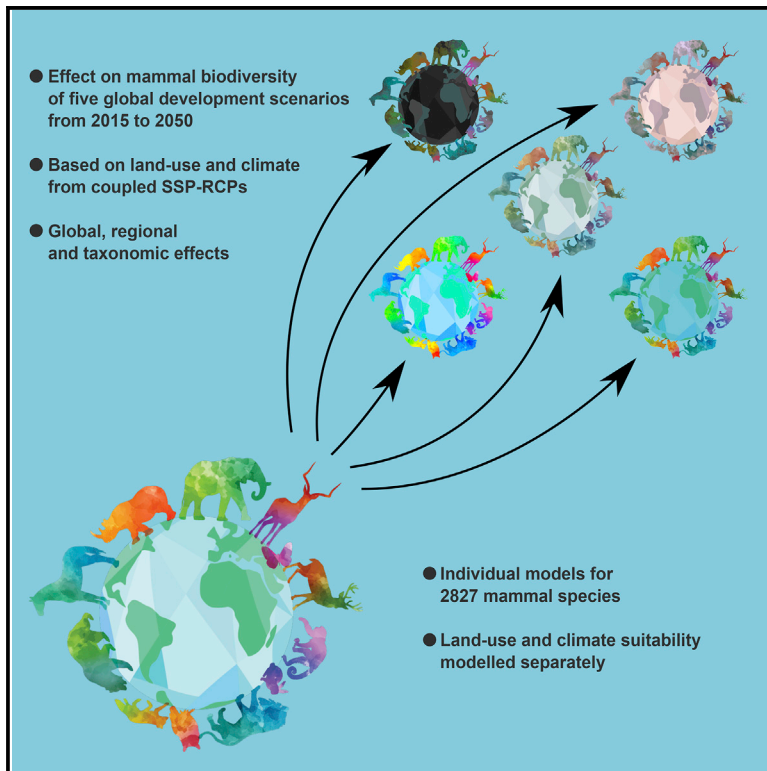 ● Effect on mammal biodiversity
of five global development scenarios
from 2015 to 2050
● Based on land-use and climate
from coupled SSP-RCPs
● Global, regional
and taxonomic effects
● Individual models for
2827 mammal species
● Land-use and climate suitability
modelled separately